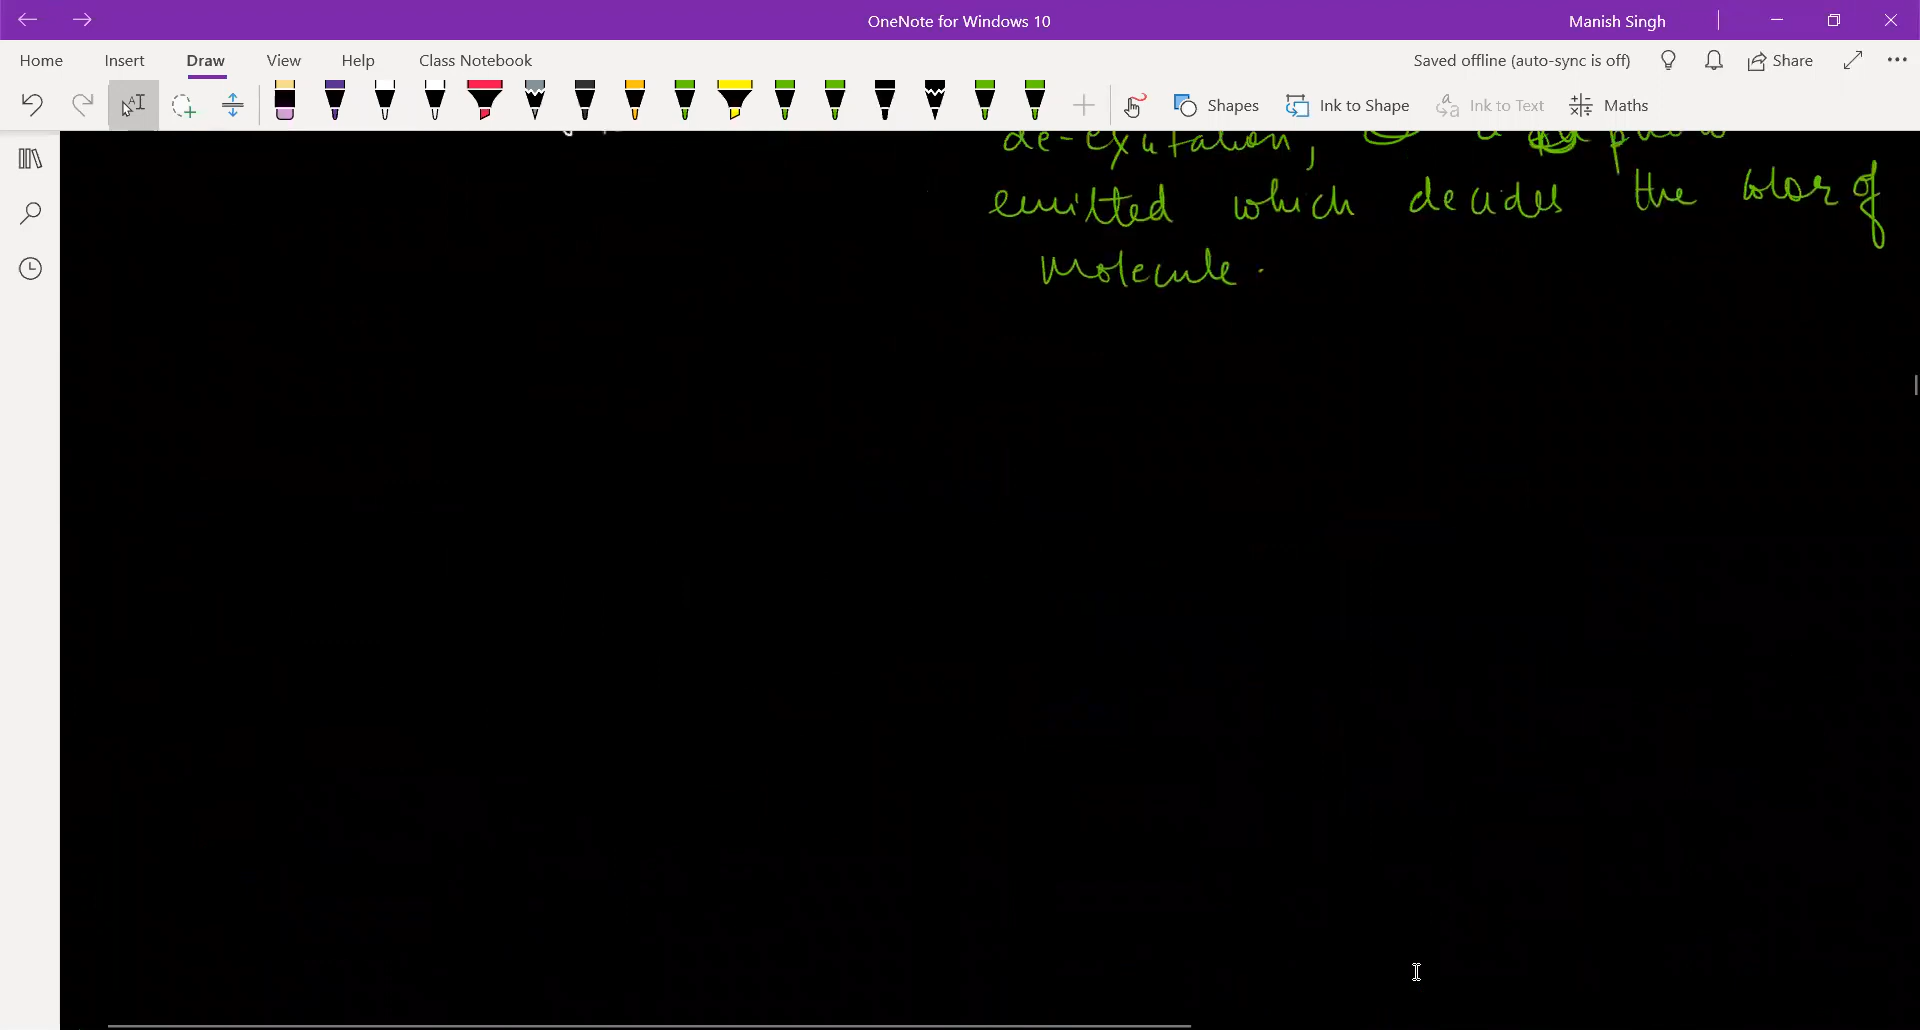 OneNote for Windows 10
Manish Singh
Home Insert Draw View Help Class Notebook
Saved offline (auto-sync is off) Share
Shapes Ink to Shape Ink to Text Maths
de-excitation, a
emitted which decides the color of
molecule.